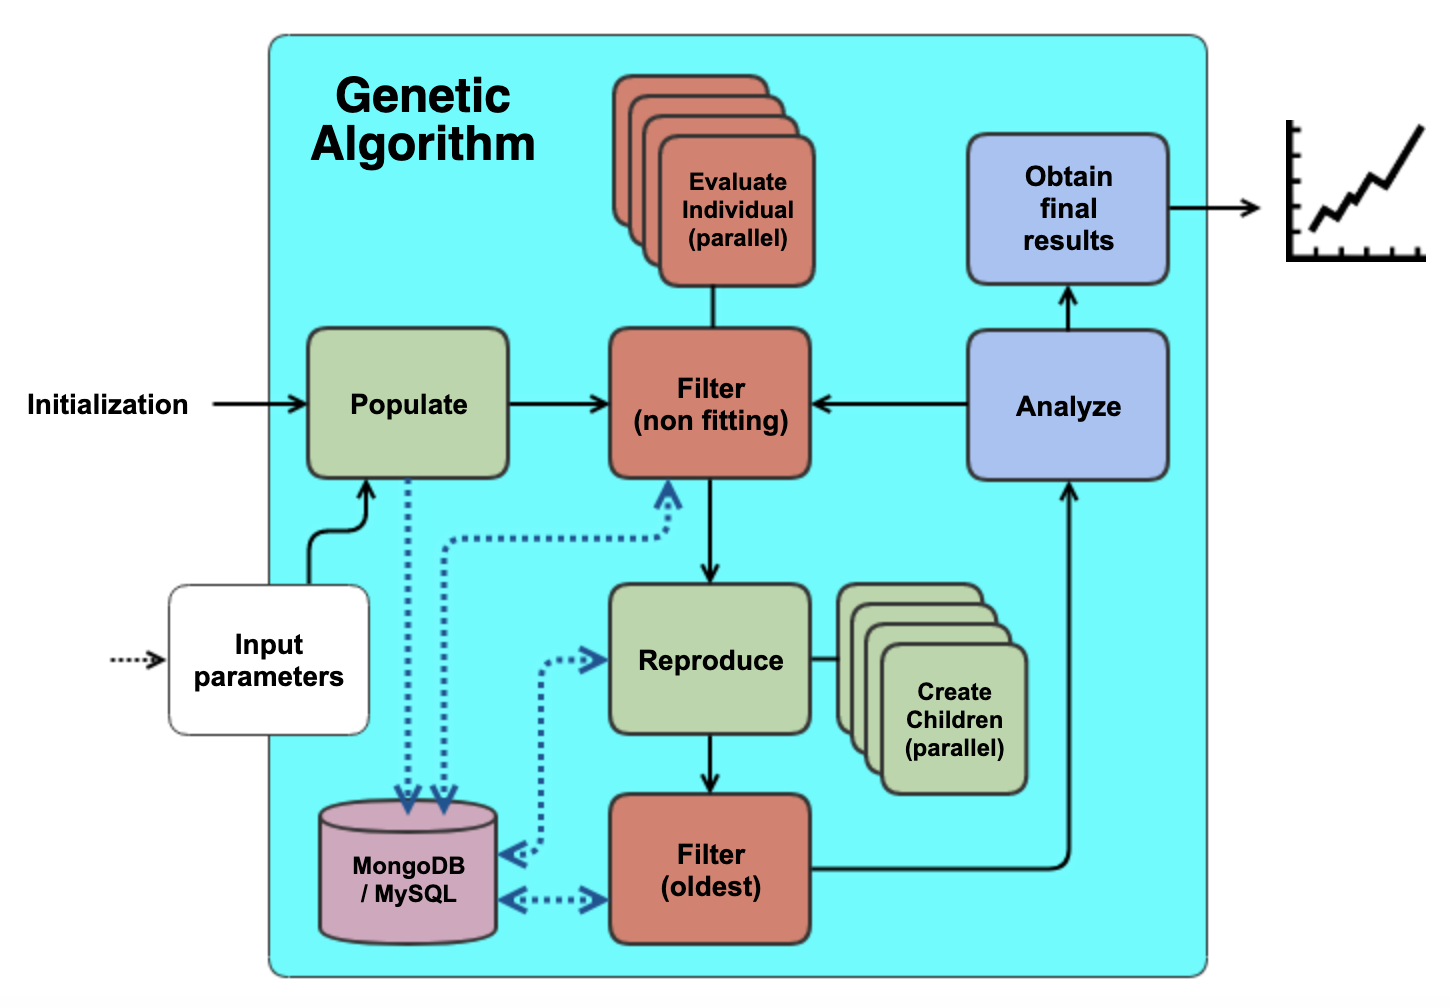 Genetic
Algorithm
Evaluate
Individual
(parallel)
Obtain
final
results
Initialization
Populate
Filter
(non fitting)
Analyze
Input
parameters
Reproduce
Create
Children
(parallel)
MongoDB
/ MySQL
Filter
(oldest)